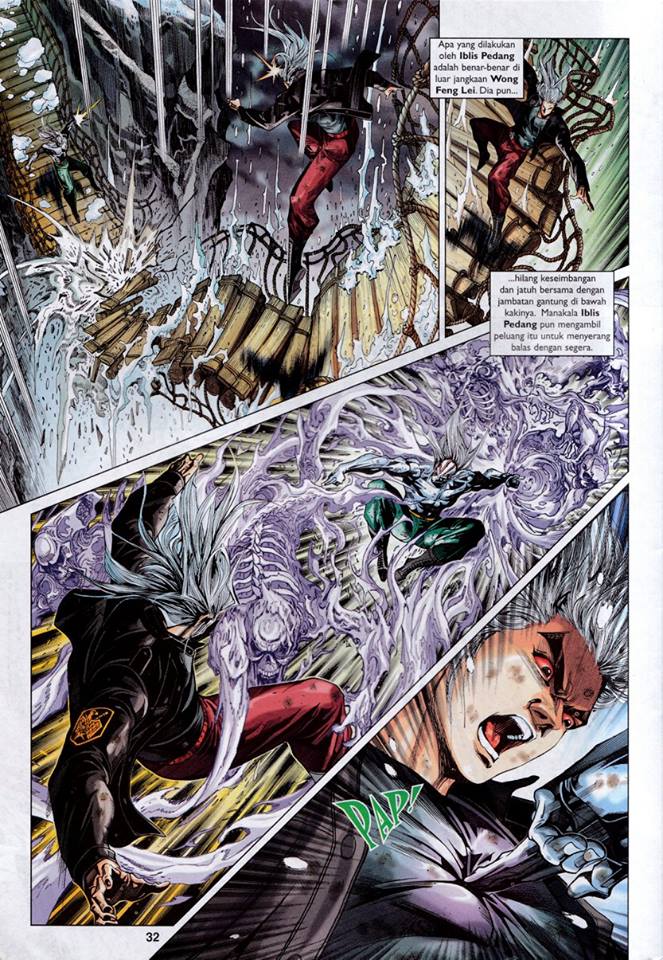 Apa yang dilakukan
oleh Iblis Pedang
adalah benar-benar di
luar jangkaan Wong
Feng Lei. Dia pun...
...hilang keseimbangan
dan jatuh bersama dengan
jambatan gantung di bawah
kakinya. Manakala Iblis
Pedang pun mengambil
peluang itu untuk menyerang
balas dengan segera.
PAP!
32